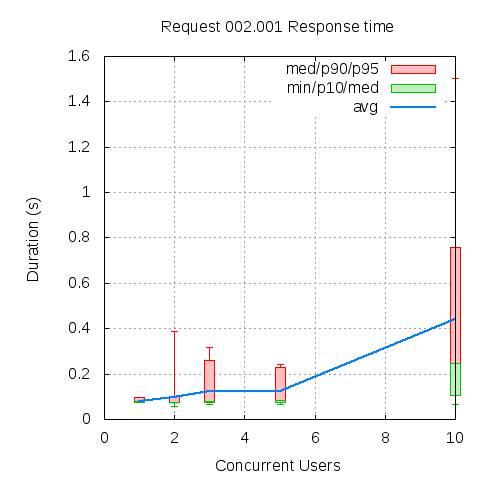 Request 002.001 Response time
med/p90/p95
min/p10/med
avg
Duration (s)
1.6
1.4
1.2
1
0.8
0.6
0.4
0.2
0
0 2 4 6 8 10
Concurrent Users